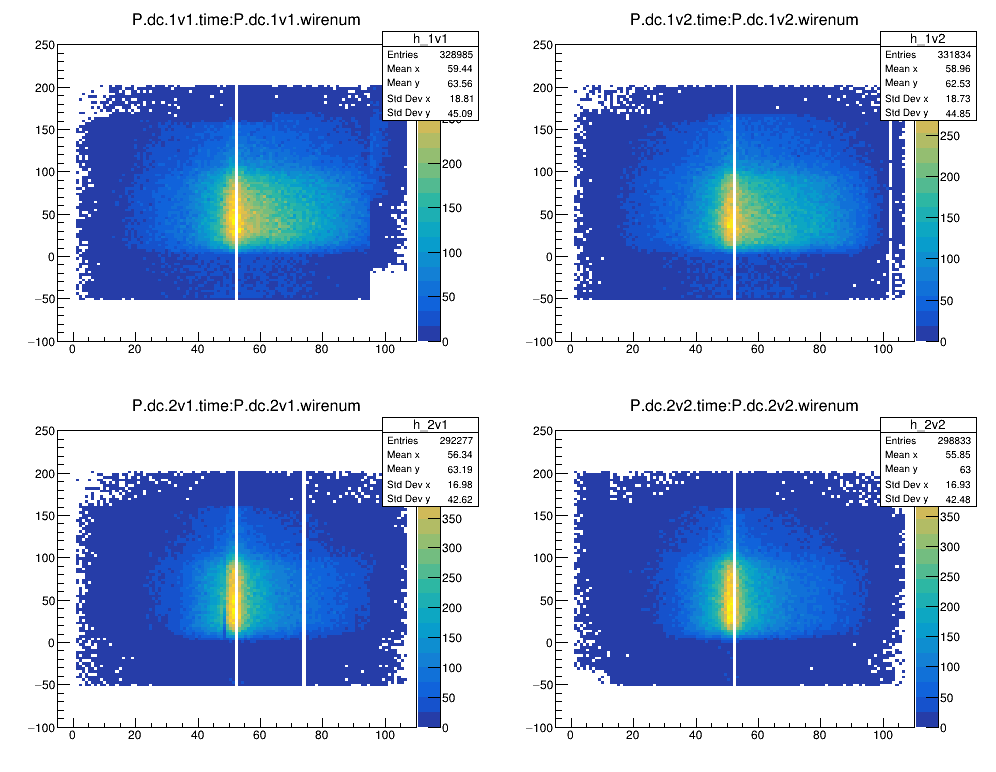 P.dc.1v1.time:P.dc.1v1.wirenum
h_1v1
Entries 328985
Mean x 59.44
Mean y 63.56
Std Dev x 18.81
Std Dev y 45.09
250
200
150
100
50
0
−50
−100
0 20 40 60 80 100
200
150
100
50
0
P.dc.1v2.time:P.dc.1v2.wirenum
h_1v2
Entries 331834
Mean x 58.96
Mean y 62.53
Std Dev x 18.73
Std Dev y 44.85
250
200
150
100
50
0
−50
−100
0 20 40 60 80 100
250
200
150
100
50
0
P.dc.2v1.time:P.dc.2v1.wirenum
h_2v1
Entries 292277
Mean x 56.34
Mean y 63.19
Std Dev x 16.98
Std Dev y 42.62
250
200
150
100
50
0
−50
−100
0 20 40 60 80 100
350
300
250
200
150
100
50
0
P.dc.2v2.time:P.dc.2v2.wirenum
h_2v2
Entries 298833
Mean x 55.85
Mean y 63
Std Dev x 16.93
Std Dev y 42.48
250
200
150
100
50
0
−50
−100
0 20 40 60 80 100
350
300
250
200
150
100
50
0